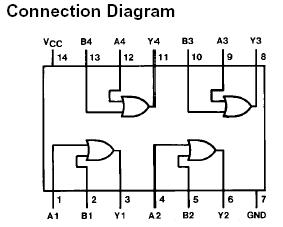 Connection Diagram
VCC B4 A4 Y4 B3 A3 Y3
14 13 12 11 10 9 8
1 2 3 4 5 6 7
A1 B1 Y1 A2 B2 Y2 GND